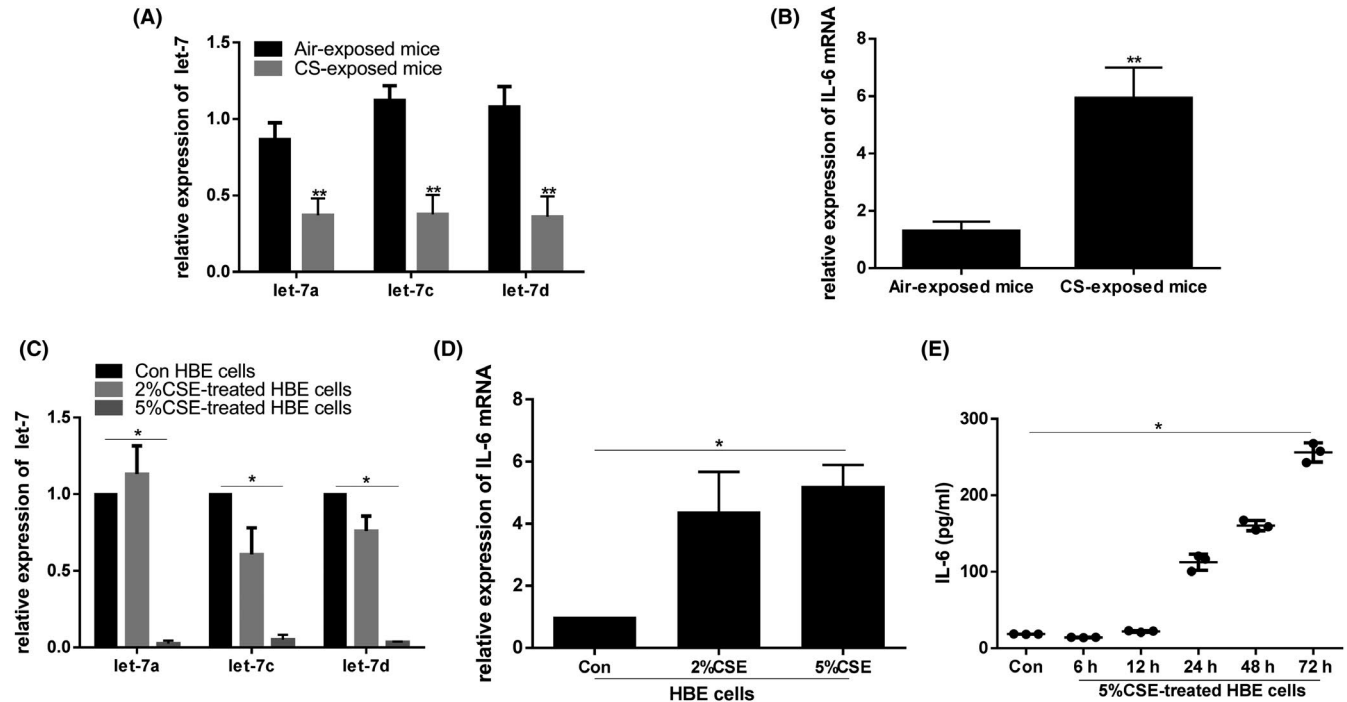 (A)
Air-exposed mice
CS-exposed mice
relative expression of let-7
1.5
1.0
0.5
0.0
**
**
**
let-7a
let-7c
let-7d
(B)
relative expression of IL-6 mRNA
8
6
4
2
0
**
Air-exposed mice
CS-exposed mice
(C)
Con HBE cells
2%CSE-treated HBE cells
5%CSE-treated HBE cells
relative expression of let-7
1.5
1.0
0.5
0.0
*
*
*
let-7a
let-7c
let-7d
(D)
relative expression of IL-6 mRNA
8
6
4
2
0
*
Con
2%CSE
5%CSE
HBE cells
(E)
IL-6 (pg/ml)
300
200
100
0
*
Con
6 h
12 h
24 h
48 h
72 h
5%CSE-treated HBE cells